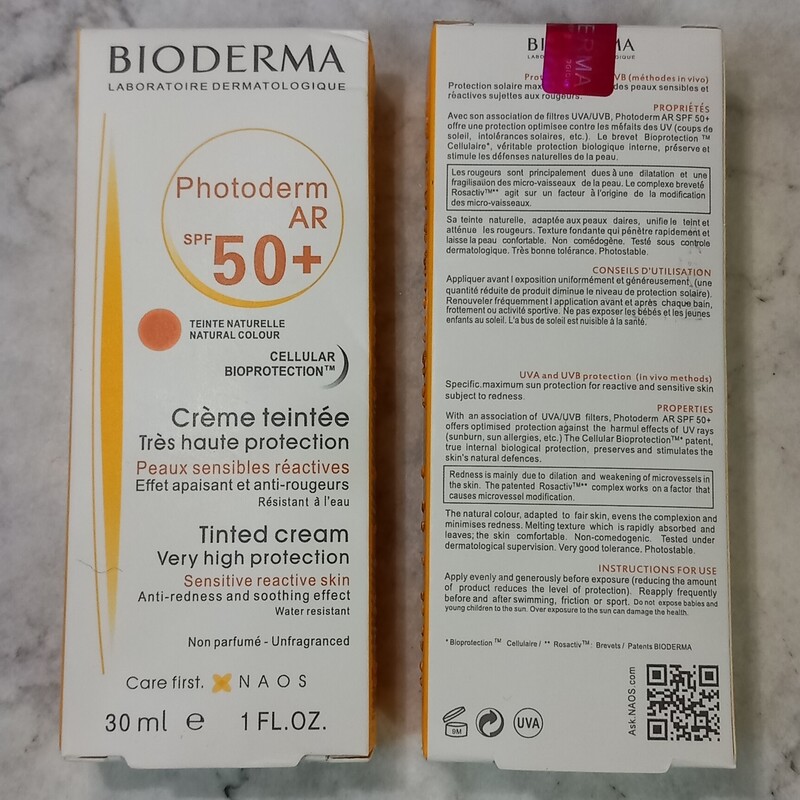 BIODERMA
LABORATOIRE DERMATOLOGIQUE
Photoderm
AR
SPF 50+
TEINTE NATURELLE
NATURAL COLOUR
CELLULAR
BIOPROTECTION™
Crème teintée
Très haute protection
Peaux sensibles réactives
Effet apaisant et anti-rougeurs
Résistant à l'eau
Tinted cream
Very high protection
Sensitive reactive skin
Anti-redness and soothing effect
Water resistant
Non parfumé - Unfragranced
Care first. NAOS
30 ml e 1 FL.OZ.
ERMA
(méthodes in vivo)
Protection solaire des peaux sensibles et
réactives sujettes aux rougeurs.
PROPRIÉTÉS
Avec son association de filtres UVA/UVB, Photoderm AR SPF 50+
offre une protection optimisée contre les méfaits des UV (coups de
soleil, intolérances solaires, etc.). Le brevet Bioprotection ™
Cellulaire*, véritable protection biologique interne, préserve et
stimule les défenses naturelles de la peau.
Les rougeurs sont principalement dues à une dilatation et une
fragilisation des micro-vaisseaux de la peau. Le complexe breveté
Rosactiv™** agit sur un facteur à l'origine de la modification
des micro-vaisseaux.
Sa teinte naturelle, adaptée aux peaux daires, unifie le teint et
atténue les rougeurs. Texture fondante qui pénètre rapidement et
laisse la peau confortable. Non comédogène. Testé sous contrôle
dermatologique. Très bonne tolérance. Photostable.
CONSEILS D'UTILISATION
Appliquer avant l exposition uniformément et généreusement, (une
quantité réduite de produit diminue le niveau de protection solaire).
Renouveler fréquemment l application avant et après chaque bain,
frottement ou activité sportive. Ne pas exposer les bébés et les jeunes
enfants au soleil. L'a bus de soleil est nuisible à la santé.
UVA and UVB protection (in vivo methods)
Specific.maximum sun protection for reactive and sensitive skin
subject to redness.
PROPERTIES
With an association of UVA/UVB filters, Photoderm AR SPF 50+
offers optimised protection against the harmul effects of UV rays
(sunburn, sun allergies, etc.) The Cellular Bioprotection™* patent,
true internal biological protection, preserves and stimulates the
skin's natural defences.
Redness is mainly due to dilation and weakening of microvessels in
the skin. The patented Rosactiv™** complex works on a factor that
causes microvessel modification.
The natural colour, adapted to fair skin, evens the complexion and
minimises redness. Melting texture which is rapidly absorbed and
leaves; the skin comfortable. Non-comedogenic. Tested under
dermatological supervision. Very good tolerance. Photostable.
INSTRUCTIONS FOR USE
Apply evenly and generously before exposure (reducing the amount
of product reduces the level of protection). Reapply frequently
before and after swimming, friction or sport. Do not expose babies and
young children to the sun. Over exposure to the sun can damage the health.
* Bioprotection ™ Cellulaire / ** Rosactiv™: Brevets / Patents BIODERMA
Ask.NAOS.com
9M
UVA